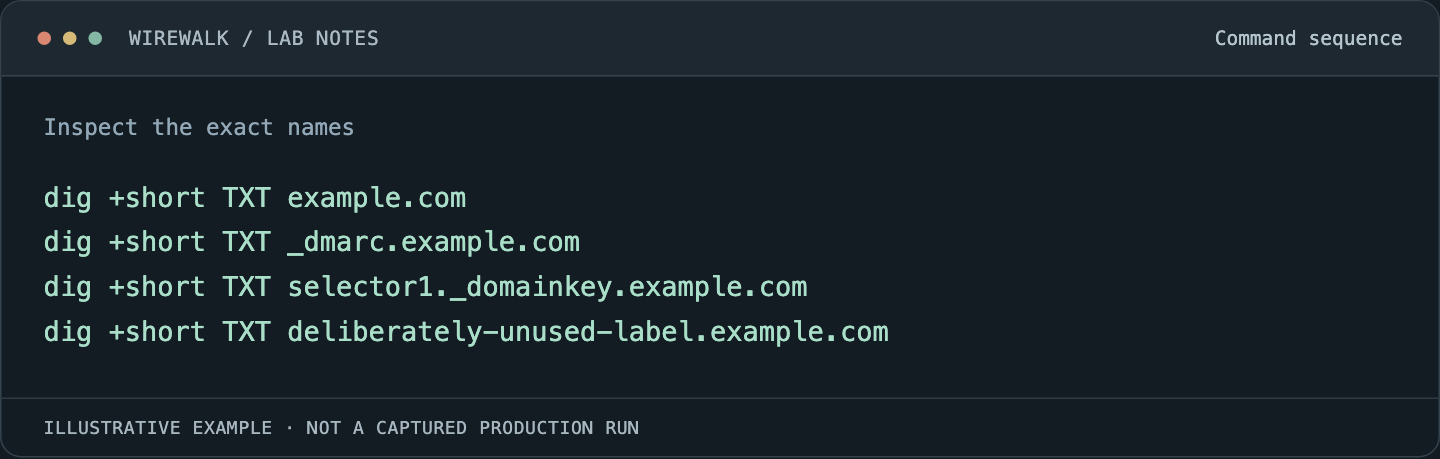 WIREWALK / LAB NOTES
Command sequence
Inspect the exact names
dig +short TXT example.com
dig +short TXT _dmarc.example.com
dig +short TXT selector1._domainkey.example.com
dig +short TXT deliberately-unused-label.example.com
ILLUSTRATIVE EXAMPLE · NOT A CAPTURED PRODUCTION RUN